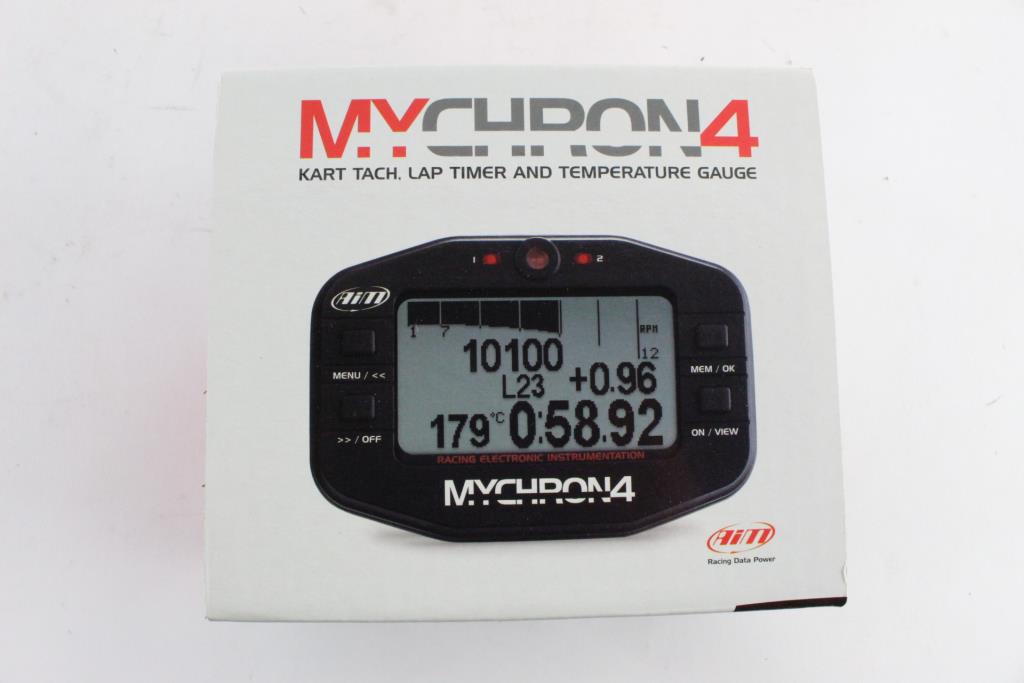 MYCHRON4
KART TACH, LAP TIMER AND TEMPERATURE GAUGE
1 2
AiM
1 7 RPM
12
10100
L23 +0.96
179°C 0:58.92
MENU / <<
MEM / OK
>> / OFF
ON / VIEW
RACING ELECTRONIC INSTRUMENTATION
MYCHRON4
AiM
Racing Data Power